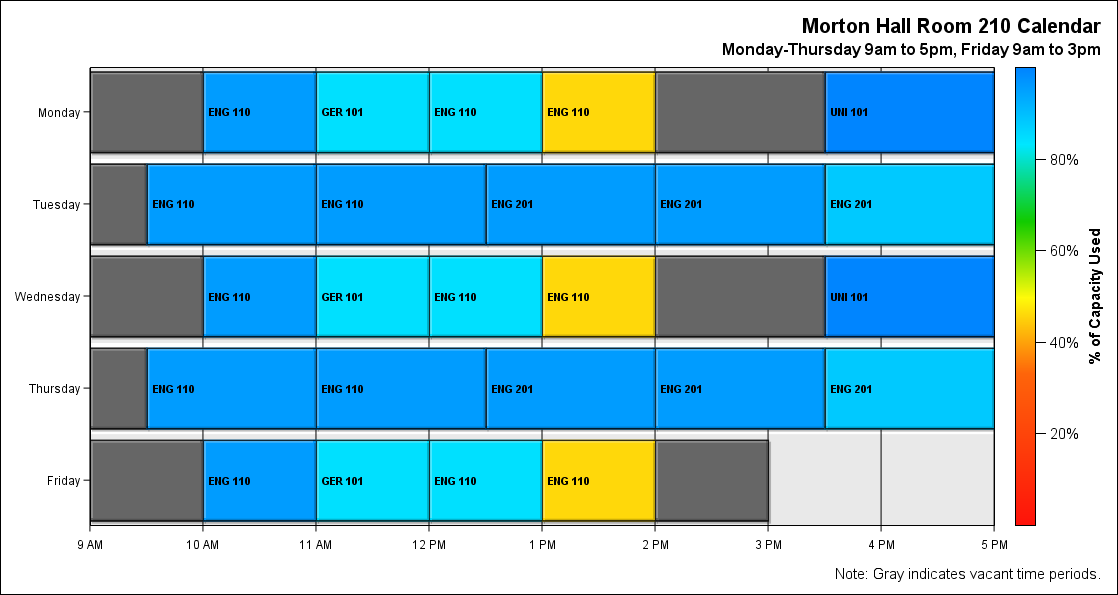 Morton Hall Room 210 Calendar
Monday-Thursday 9am to 5pm, Friday 9am to 3pm
Monday ENG 110 GER 101 ENG 110 ENG 110 UNI 101
Tuesday ENG 110 ENG 110 ENG 201 ENG 201 ENG 201
Wednesday ENG 110 GER 101 ENG 110 ENG 110 UNI 101
Thursday ENG 110 ENG 110 ENG 201 ENG 201 ENG 201
Friday ENG 110 GER 101 ENG 110 ENG 110
9 AM 10 AM 11 AM 12 PM 1 PM 2 PM 3 PM 4 PM 5 PM
80%
60%
40%
20%
% of Capacity Used
Note: Gray indicates vacant time periods.